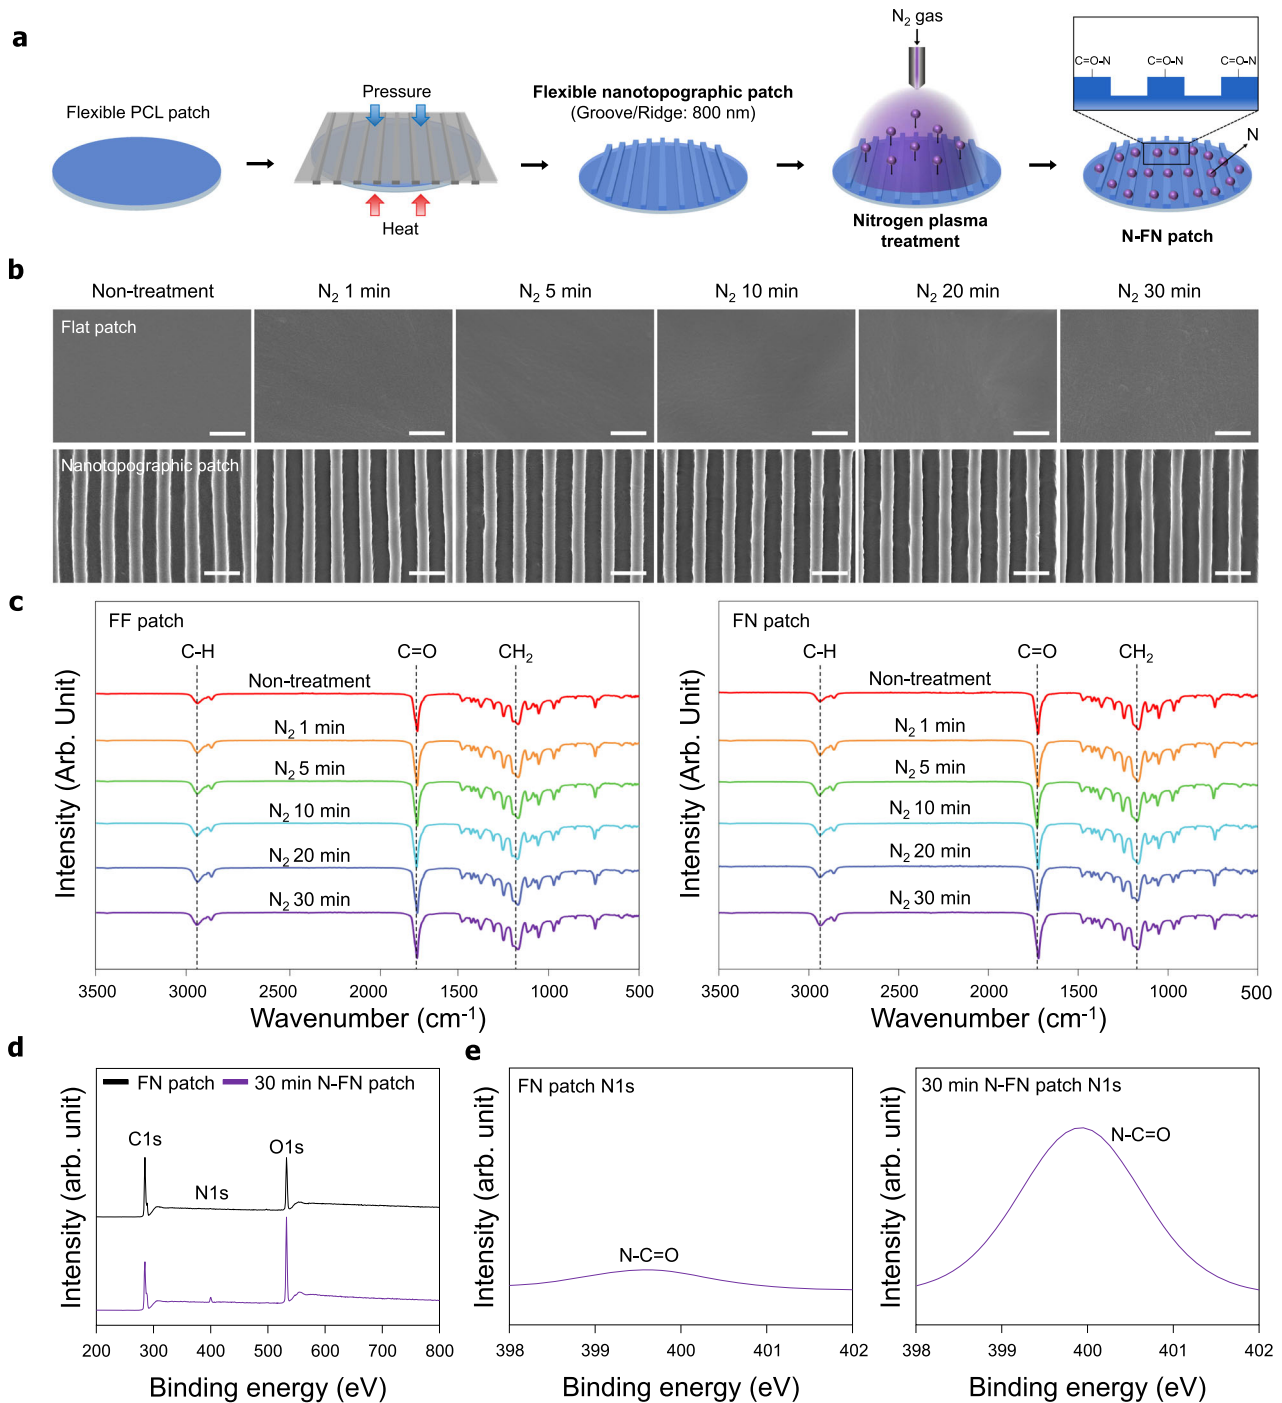 a
Flexible PCL patch
Pressure
Heat
Flexible nanotopographic patch
(Groove/Ridge: 800 nm)
N₂ gas
Nitrogen plasma
treatment
C=O-N C=O-N C=O-N
N
N-FN patch
b
Non-treatment N₂ 1 min N₂ 5 min N₂ 10 min N₂ 20 min N₂ 30 min
Flat patch
Nanotopographic patch
c
FF patch
C-H C=O CH₂
Non-treatment
N₂ 1 min
N₂ 5 min
N₂ 10 min
N₂ 20 min
N₂ 30 min
Intensity (Arb. Unit)
3500 3000 2500 2000 1500 1000 500
Wavenumber (cm⁻¹)
FN patch
C-H C=O CH₂
Non-treatment
N₂ 1 min
N₂ 5 min
N₂ 10 min
N₂ 20 min
N₂ 30 min
Intensity (Arb. Unit)
3500 3000 2500 2000 1500 1000 500
Wavenumber (cm⁻¹)
d
FN patch 30 min N-FN patch
C1s
N1s
O1s
Intensity (arb. unit)
200 300 400 500 600 700 800
Binding energy (eV)
e
FN patch N1s
N-C=O
Intensity (arb. unit)
398 399 400 401 402
Binding energy (eV)
30 min N-FN patch N1s
N-C=O
Intensity (arb. unit)
398 399 400 401 402
Binding energy (eV)